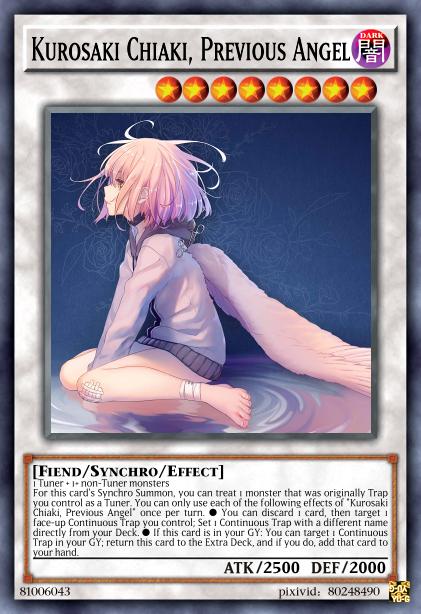 KUROSAKI CHIAKI, PREVIOUS ANGEL
DARK
闇
[FIEND/SYNCHRO/EFFECT]
1 Tuner + 1+ non-Tuner monsters
For this card's Synchro Summon, you can treat 1 monster that was originally Trap
you control as a Tuner. You can only use each of the following effects of "Kurosaki
Chiaki, Previous Angel" once per turn. ● You can discard 1 card, then target 1
face-up Continuous Trap you control; Set 1 Continuous Trap with a different name
directly from your Deck. ● If this card is in your GY: You can target 1 Continuous
Trap in your GY; return this card to the Extra Deck, and if you do, add that card to
your hand.
ATK/2500 DEF/2000
81006043
pixivid: 80248490